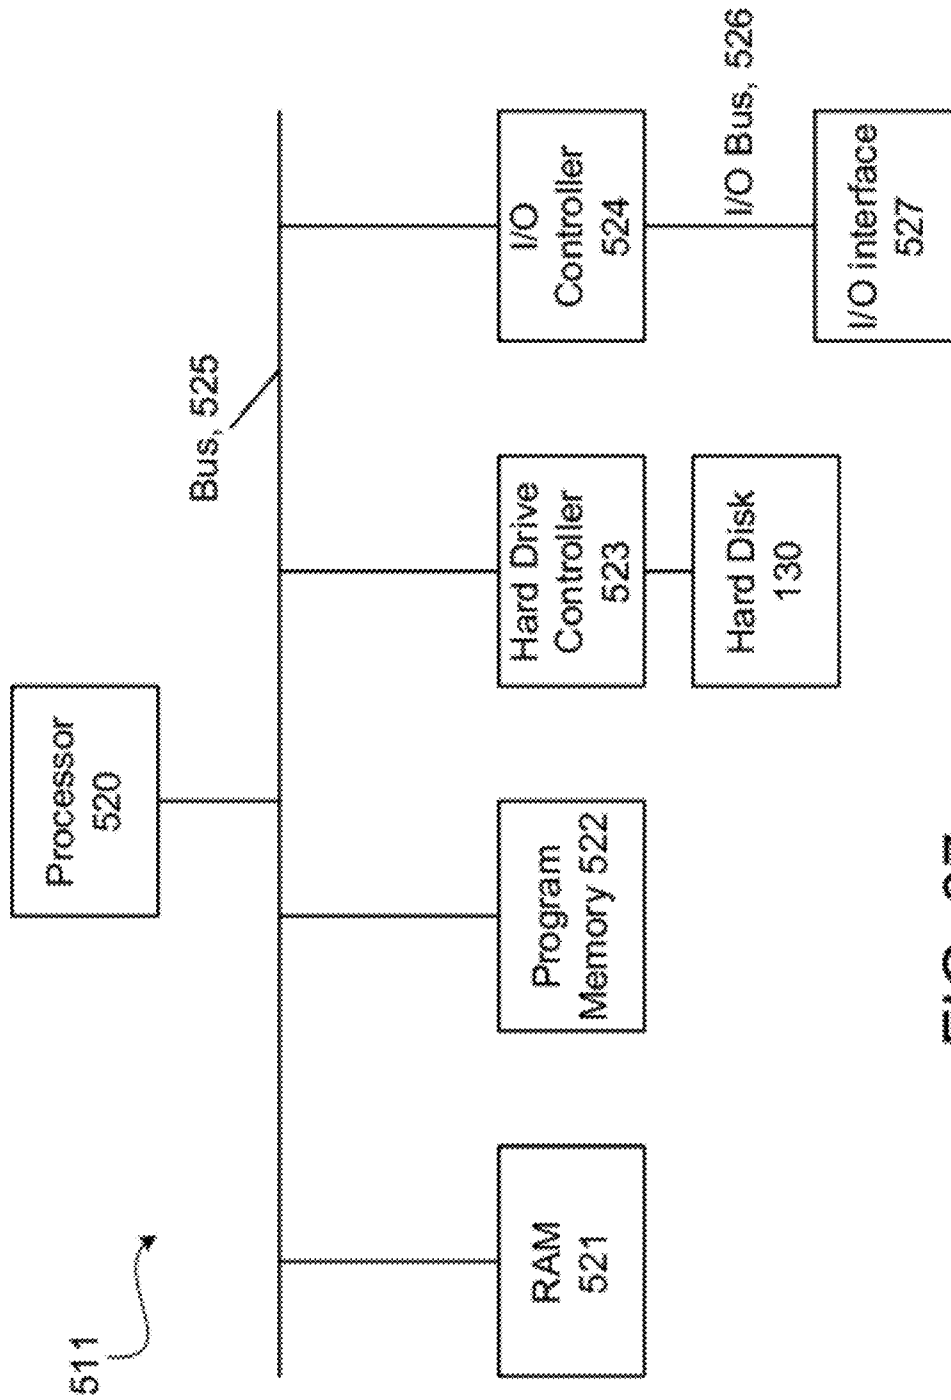 511
Processor
520
Bus, 525
RAM
521
Program
Memory 522
Hard Drive
Controller
523
Hard Disk
130
I/O
Controller
524
I/O Bus, 526
I/O interface
527